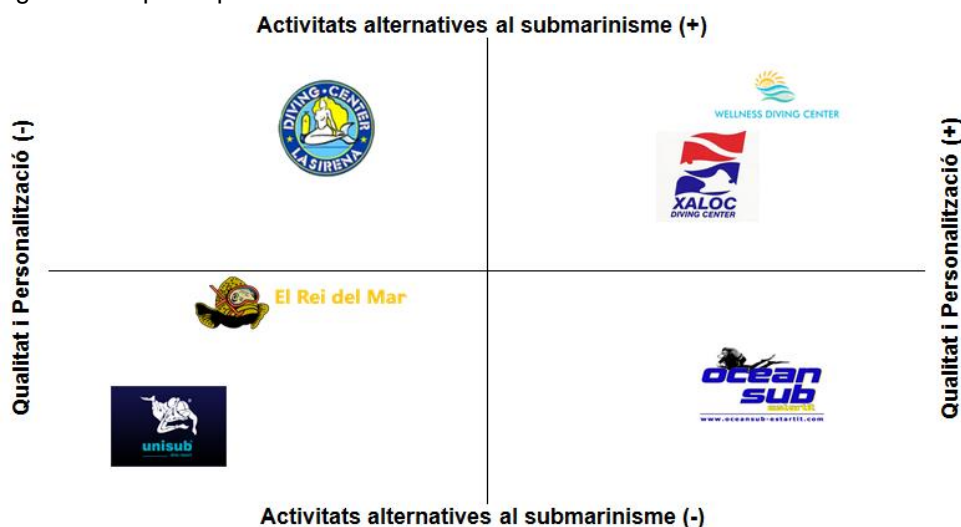 Activitats alternatives al submarinisme (+)
DIVING·CENTER
LA SIRENA
WELLNESS DIVING CENTER
XALOC
DIVING CENTER
Qualitat i Personalització (-)
Qualitat i Personalització (+)
El Rei del Mar
ocean
sub
estartit
www.oceansub-estartit.com
unisub
Activitats alternatives al submarinisme (-)